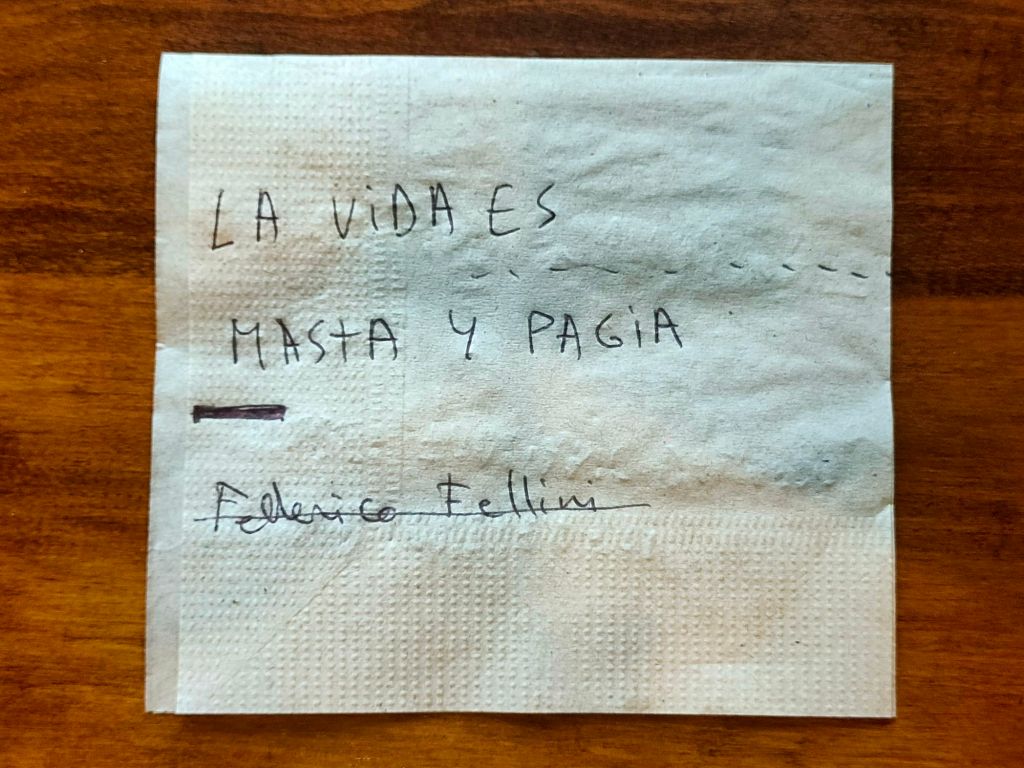 LA ViDA ES
MAStA Y PAGiA
Federico Fellini